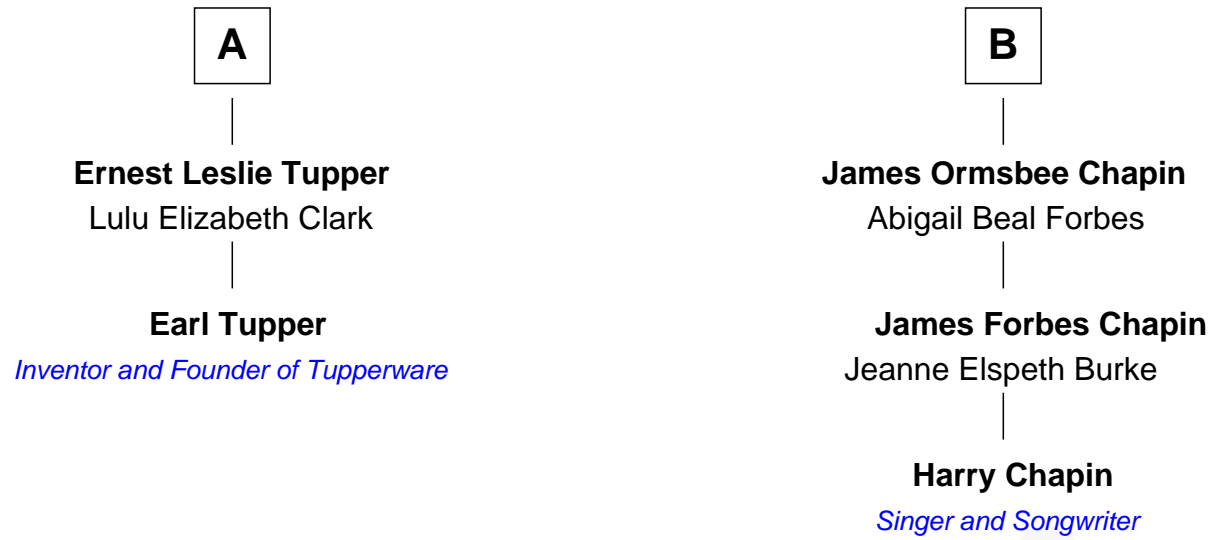 A
Ernest Leslie Tupper
Lulu Elizabeth Clark
Earl Tupper
Inventor and Founder of Tupperware
B
James Ormsbee Chapin
Abigail Beal Forbes
James Forbes Chapin
Jeanne Elspeth Burke
Harry Chapin
Singer and Songwriter